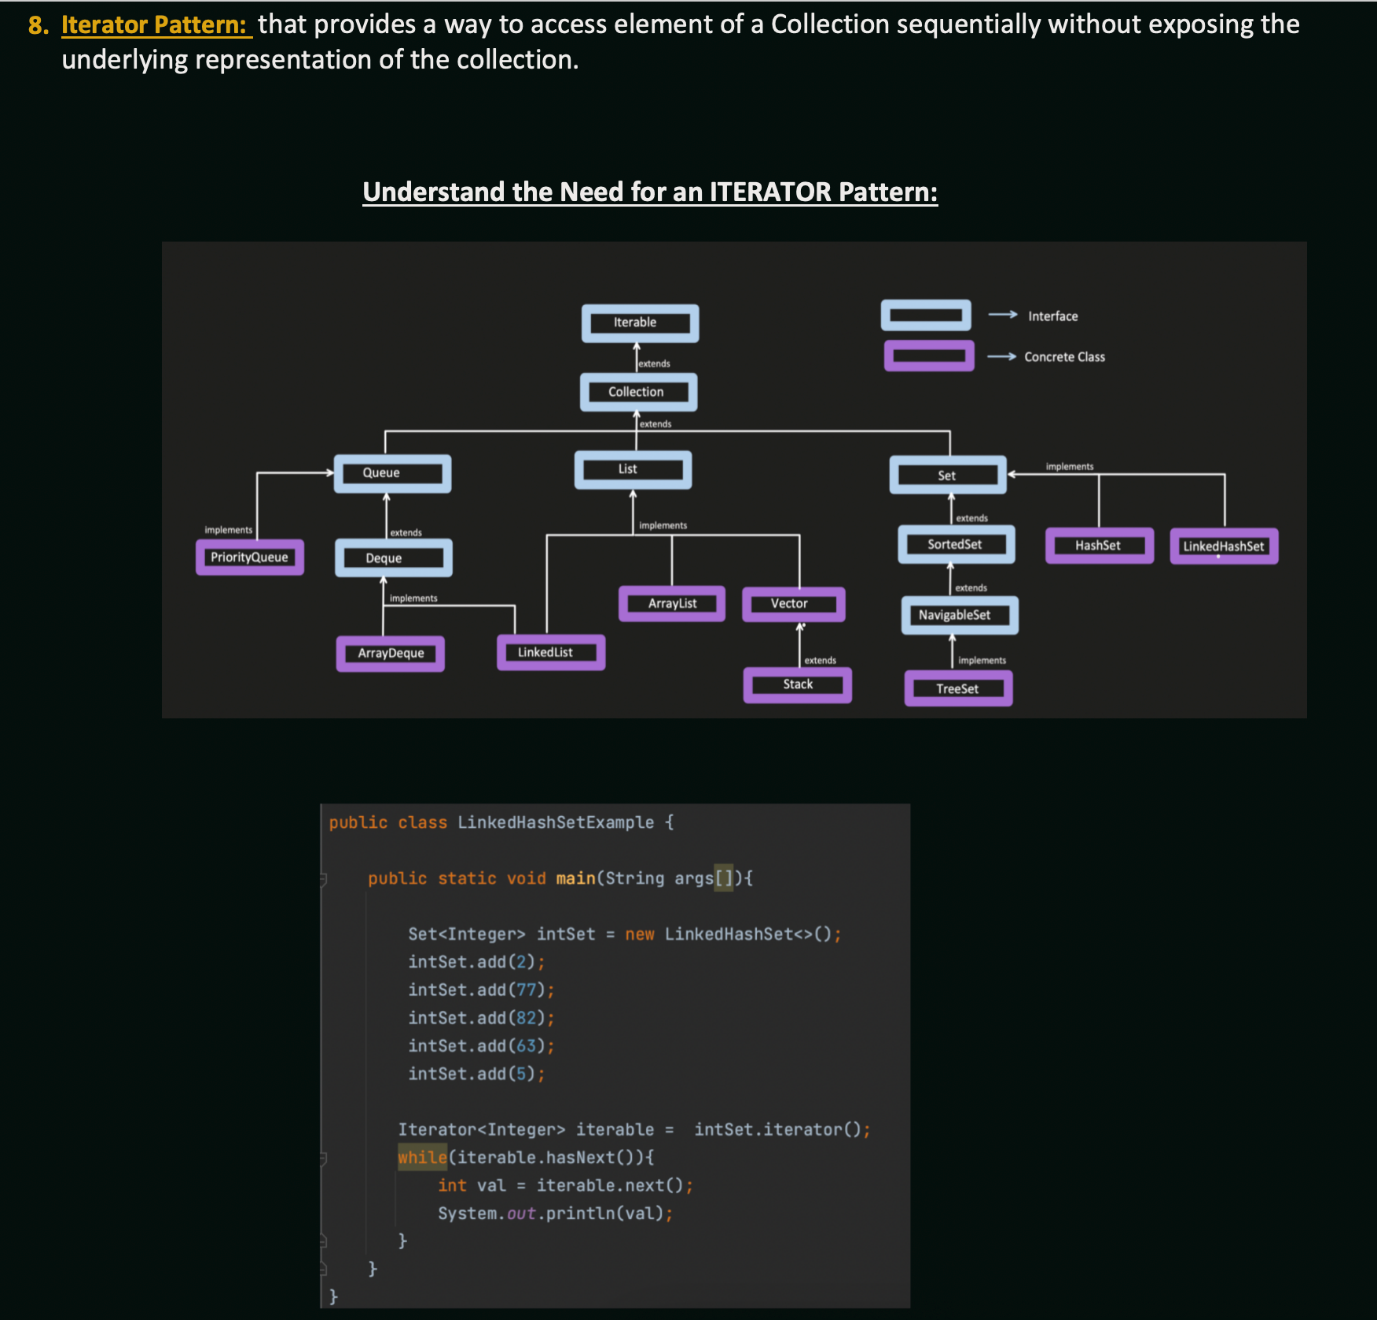 8. Iterator Pattern: that provides a way to access element of a Collection sequentially without exposing the
underlying representation of the collection.
Understand the Need for an ITERATOR Pattern:
Iterable
Interface
Concrete Class
extends
Collection
extends
Queue
List
Set
implements
implements
extends
implements
extends
PriorityQueue
Deque
SortedSet
HashSet
LinkedHashSet
implements
extends
ArrayList
Vector
NavigableSet
ArrayDeque
LinkedList
extends
implements
Stack
TreeSet
public class LinkedHashSetExample {
public static void main(String args[]){
Set<Integer> intSet = new LinkedHashSet<>();
intSet.add(2);
intSet.add(77);
intSet.add(82);
intSet.add(63);
intSet.add(5);
Iterator<Integer> iterable = intSet.iterator();
while(iterable.hasNext()){
int val = iterable.next();
System.out.println(val);
}
}
}